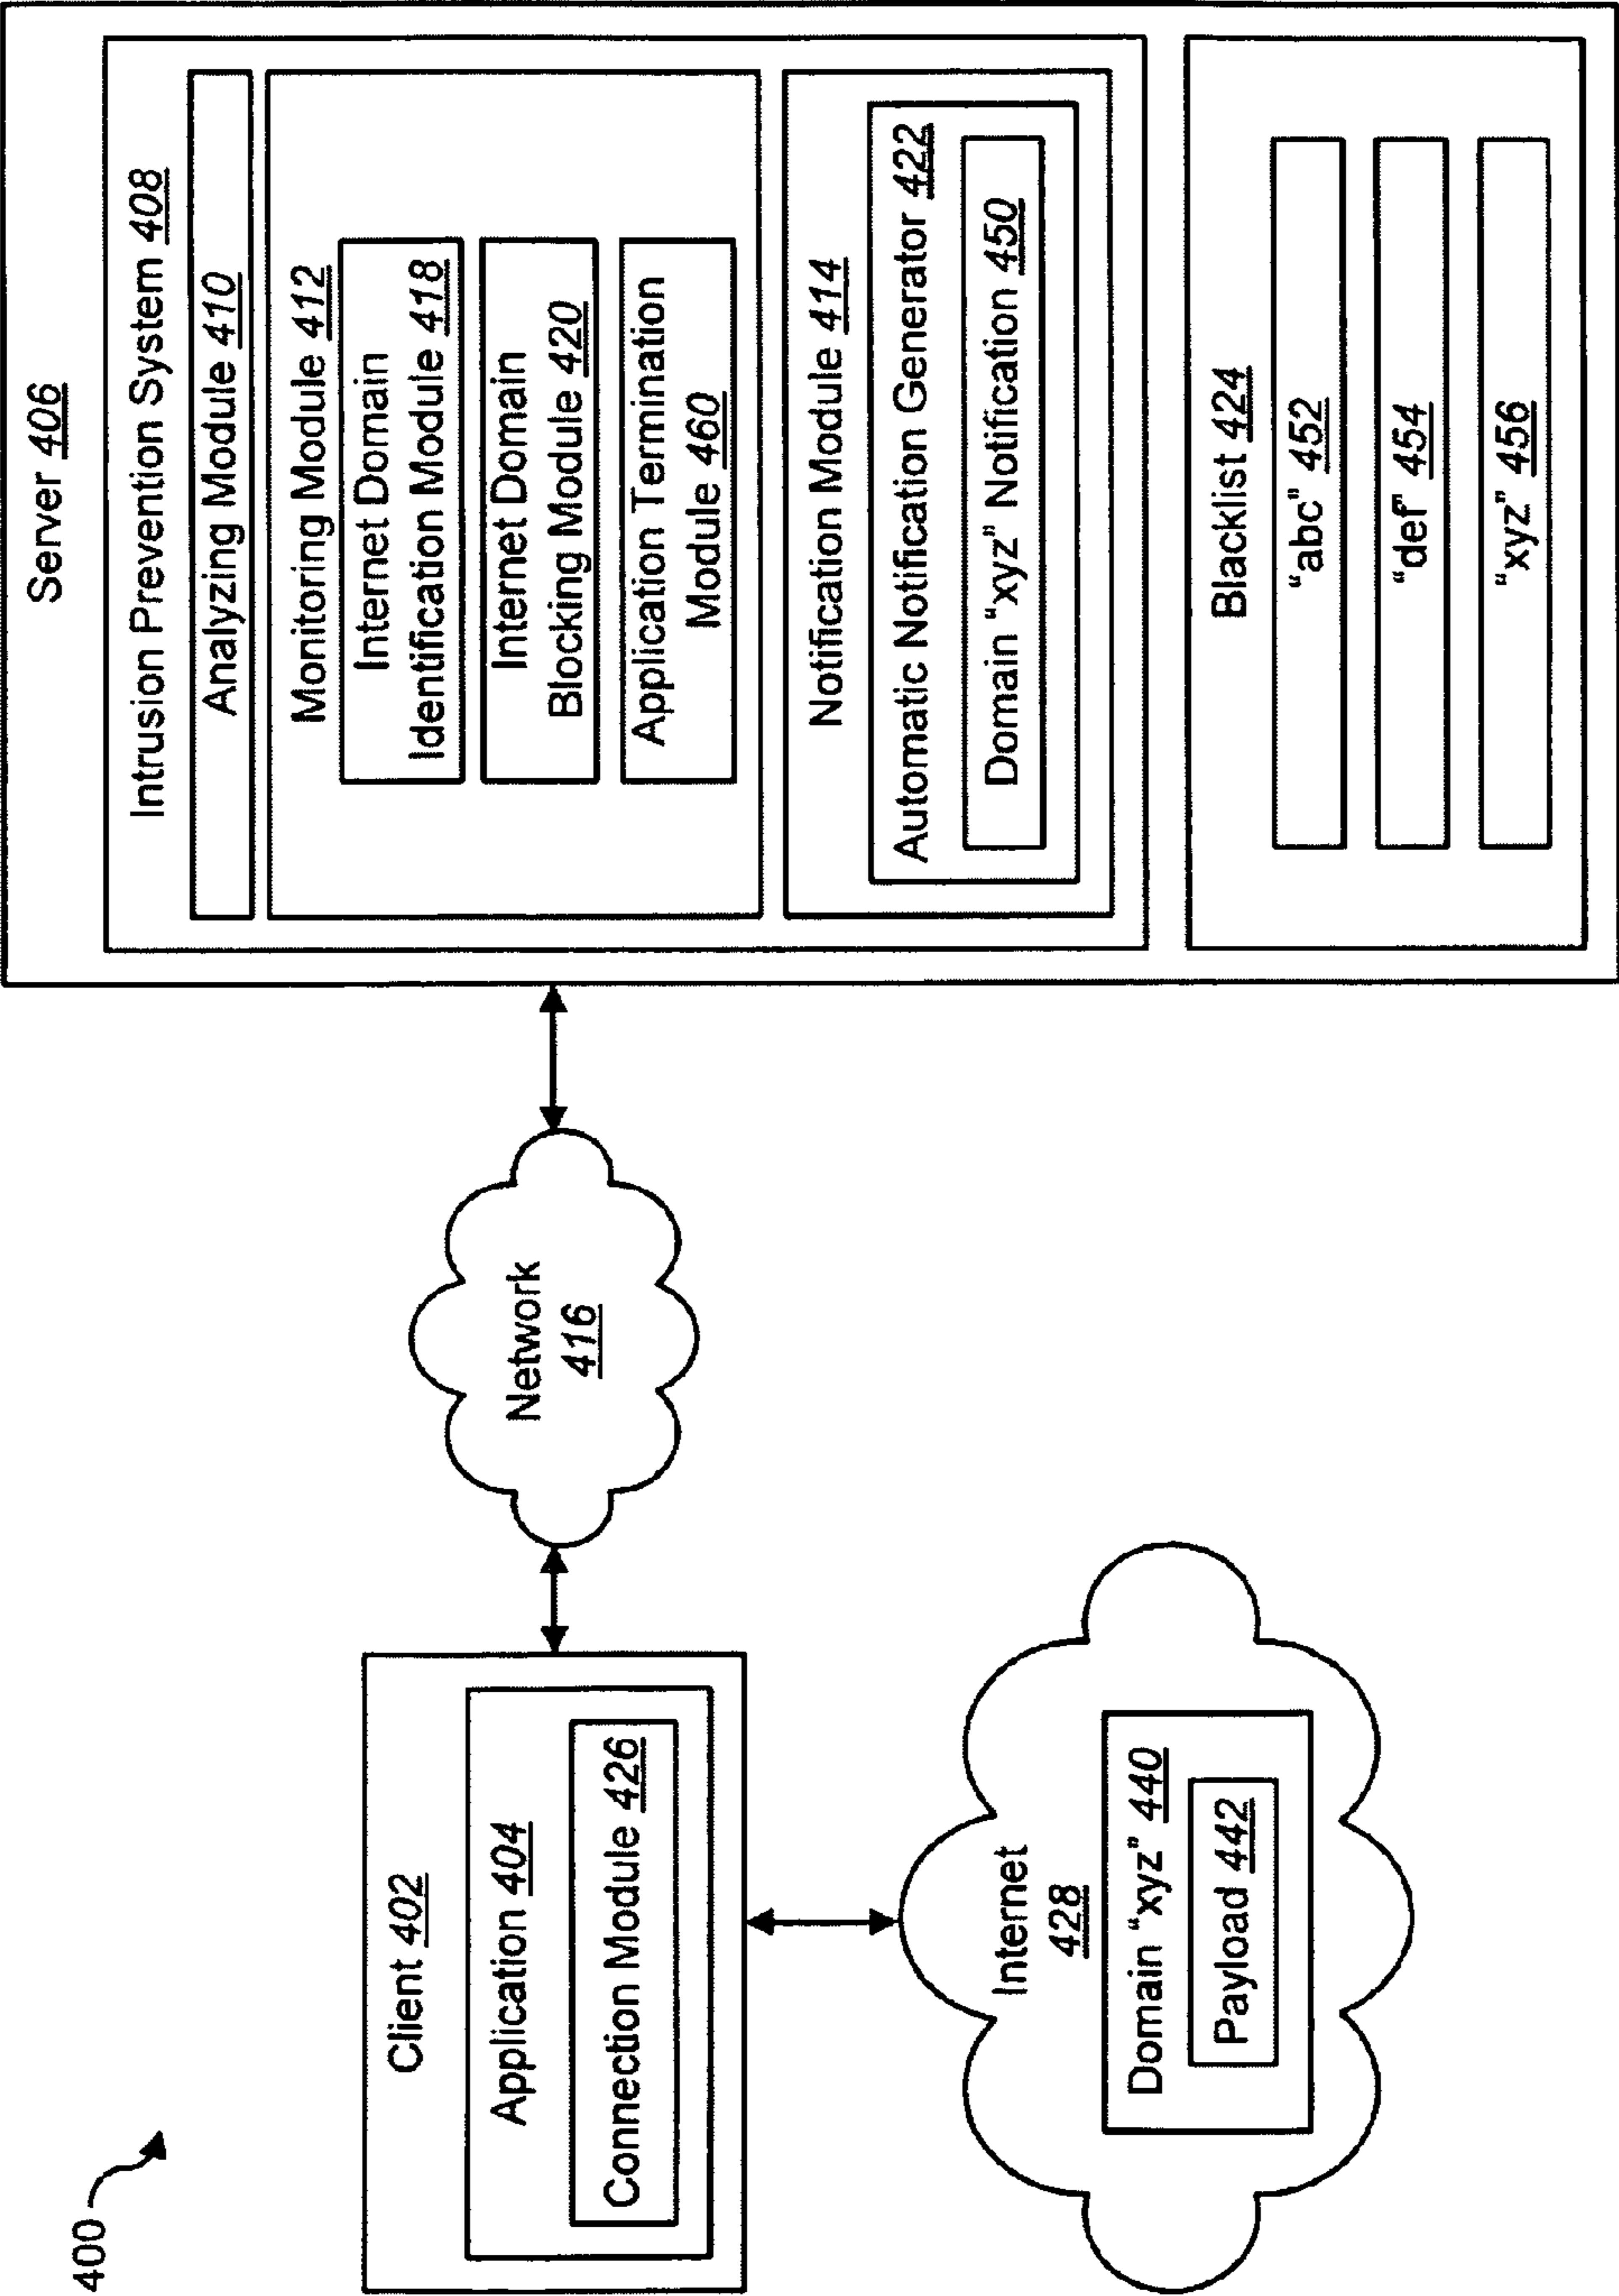 400
Client 402
Application 404
Connection Module 426
Network
416
Internet
428
Domain “xyz” 440
Payload 442
Server 406
Intrusion Prevention System 408
Analyzing Module 410
Monitoring Module 412
Internet Domain
Identification Module 418
Internet Domain
Blocking Module 420
Application Termination
Module 460
Notification Module 414
Automatic Notification Generator 422
Domain “xyz” Notification 450
Blacklist 424
“abc” 452
“def” 454
“xyz” 456